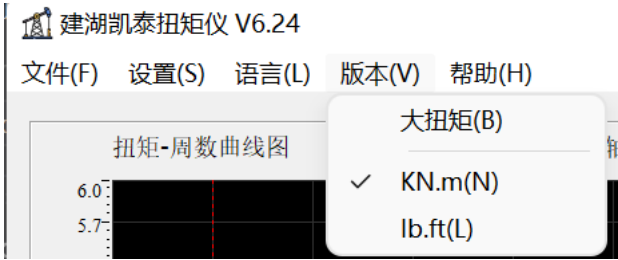 建湖凯泰扭矩仪 V6.24
文件(F) 设置(S) 语言(L) 版本(V) 帮助(H)
大扭矩(B)
扭矩-周数曲线图
KN.m(N)
6.0
lb.ft(L)
5.7